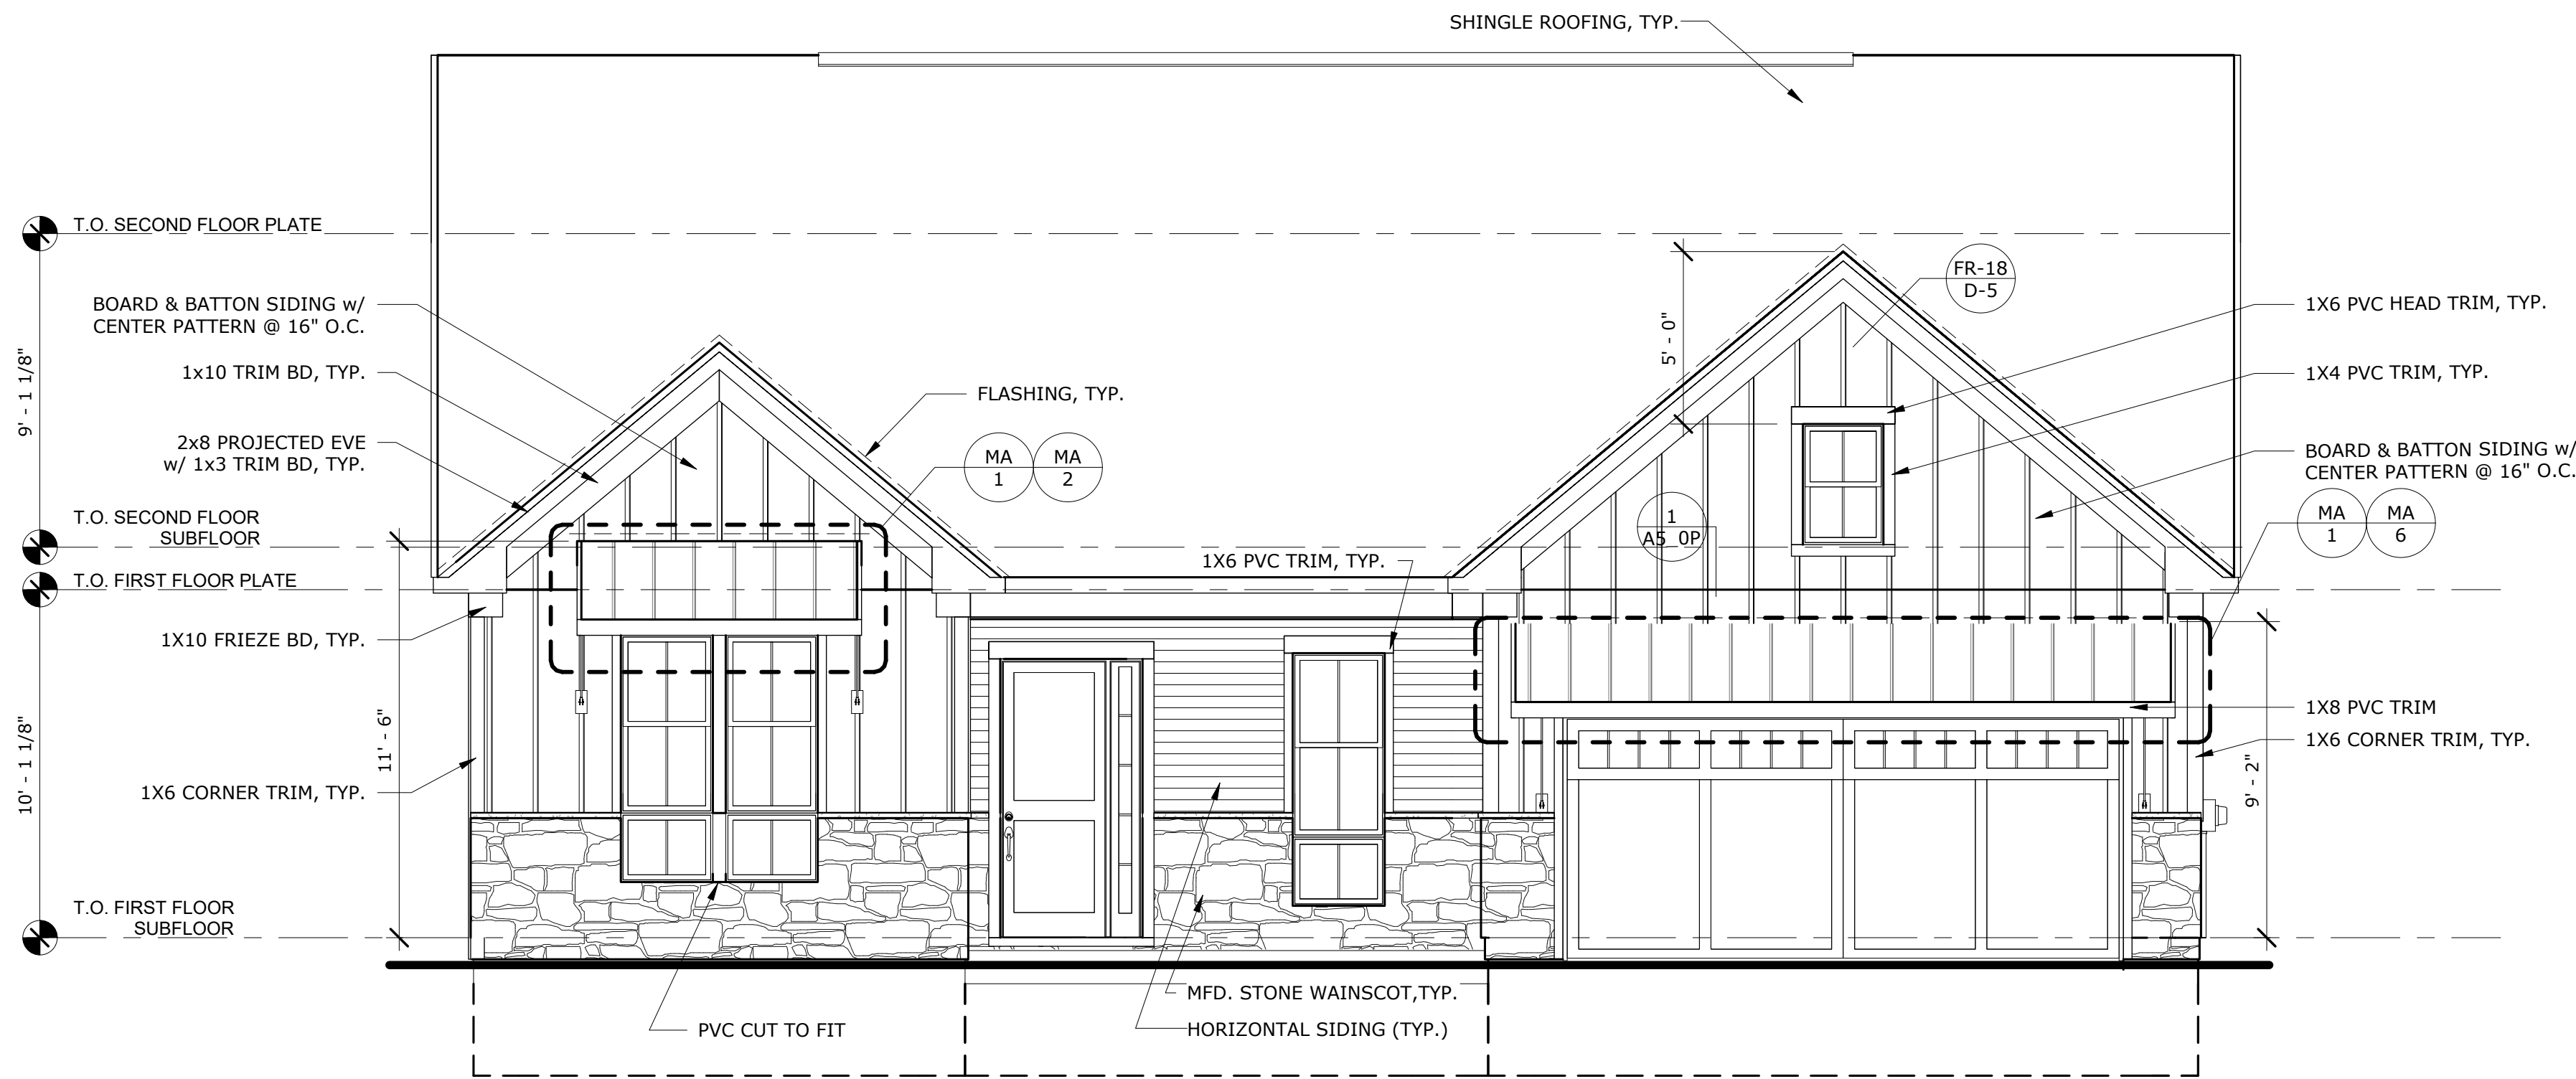 SHINGLE ROOFING, TYP.
T.O. SECOND FLOOR PLATE
9' - 1 1/8"
BOARD & BATTON SIDING w/
CENTER PATTERN @ 16" O.C.
1x10 TRIM BD, TYP.
2x8 PROJECTED EVE
w/ 1x3 TRIM BD, TYP.
T.O. SECOND FLOOR
SUBFLOOR
T.O. FIRST FLOOR PLATE
1X10 FRIEZE BD, TYP.
10' - 1 1/8"
11' - 6"
1X6 CORNER TRIM, TYP.
T.O. FIRST FLOOR
SUBFLOOR
FLASHING, TYP.
MA
1
MA
2
1X6 PVC TRIM, TYP.
5' - 0"
FR-18
D-5
1
A5_0P
1X6 PVC HEAD TRIM, TYP.
1X4 PVC TRIM, TYP.
BOARD & BATTON SIDING w/
CENTER PATTERN @ 16" O.C.
MA
1
MA
6
1X8 PVC TRIM
1X6 CORNER TRIM, TYP.
9' - 2"
MFD. STONE WAINSCOT,TYP.
HORIZONTAL SIDING (TYP.)
PVC CUT TO FIT